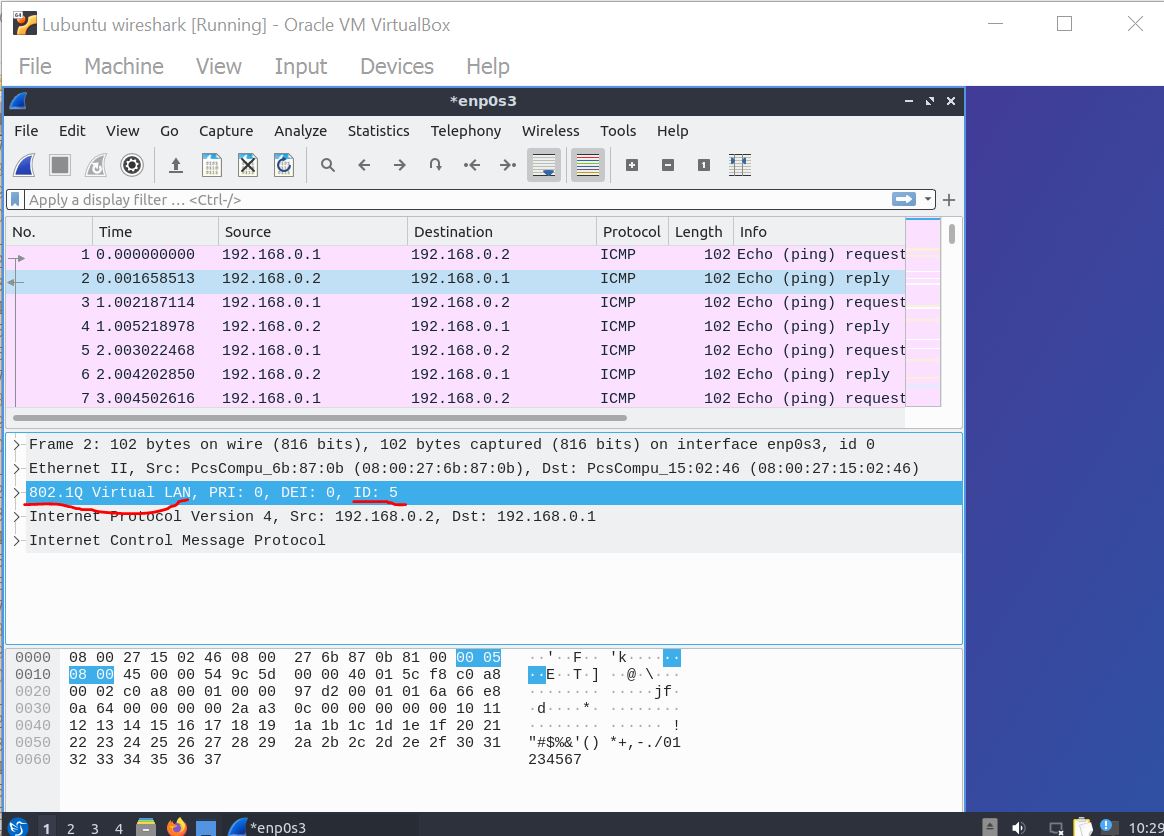 Lubuntu wireshark [Running] - Oracle VM VirtualBox
File Machine View Input Devices Help
*enp0s3
File Edit View Go Capture Analyze Statistics Telephony Wireless Tools Help
Apply a display filter ... <Ctrl-/>
No. Time Source Destination Protocol Length Info
1 0.000000000 192.168.0.1 192.168.0.2 ICMP 102 Echo (ping) request
2 0.001658513 192.168.0.2 192.168.0.1 ICMP 102 Echo (ping) reply
3 1.002187114 192.168.0.1 192.168.0.2 ICMP 102 Echo (ping) request
4 1.005218978 192.168.0.2 192.168.0.1 ICMP 102 Echo (ping) reply
5 2.003022468 192.168.0.1 192.168.0.2 ICMP 102 Echo (ping) request
6 2.004202850 192.168.0.2 192.168.0.1 ICMP 102 Echo (ping) reply
7 3.004502616 192.168.0.1 192.168.0.2 ICMP 102 Echo (ping) request
Frame 2: 102 bytes on wire (816 bits), 102 bytes captured (816 bits) on interface enp0s3, id 0
Ethernet II, Src: PcsCompu_6b:87:0b (08:00:27:6b:87:0b), Dst: PcsCompu_15:02:46 (08:00:27:15:02:46)
802.1Q Virtual LAN, PRI: 0, DEI: 0, ID: 5
Internet Protocol Version 4, Src: 192.168.0.2, Dst: 192.168.0.1
Internet Control Message Protocol
0000 08 00 27 15 02 46 08 00 27 6b 87 0b 81 00 00 05 ··'··F·· 'k······
0010 08 00 45 00 00 54 9c 5d 00 00 40 01 5c f8 c0 a8 ··E··T·] ··@·\···
0020 00 02 c0 a8 00 01 00 00 97 d2 00 01 01 6a 66 e8 ········ ·····jf·
0030 0a 64 00 00 00 00 2a a3 0c 00 00 00 00 00 10 11 ·d····*· ········
0040 12 13 14 15 16 17 18 19 1a 1b 1c 1d 1e 1f 20 21 ········ ······ !
0050 22 23 24 25 26 27 28 29 2a 2b 2c 2d 2e 2f 30 31 "#$%&'() *+,-./01
0060 32 33 34 35 36 37 234567
1 2 3 4 *enp0s3 10:29